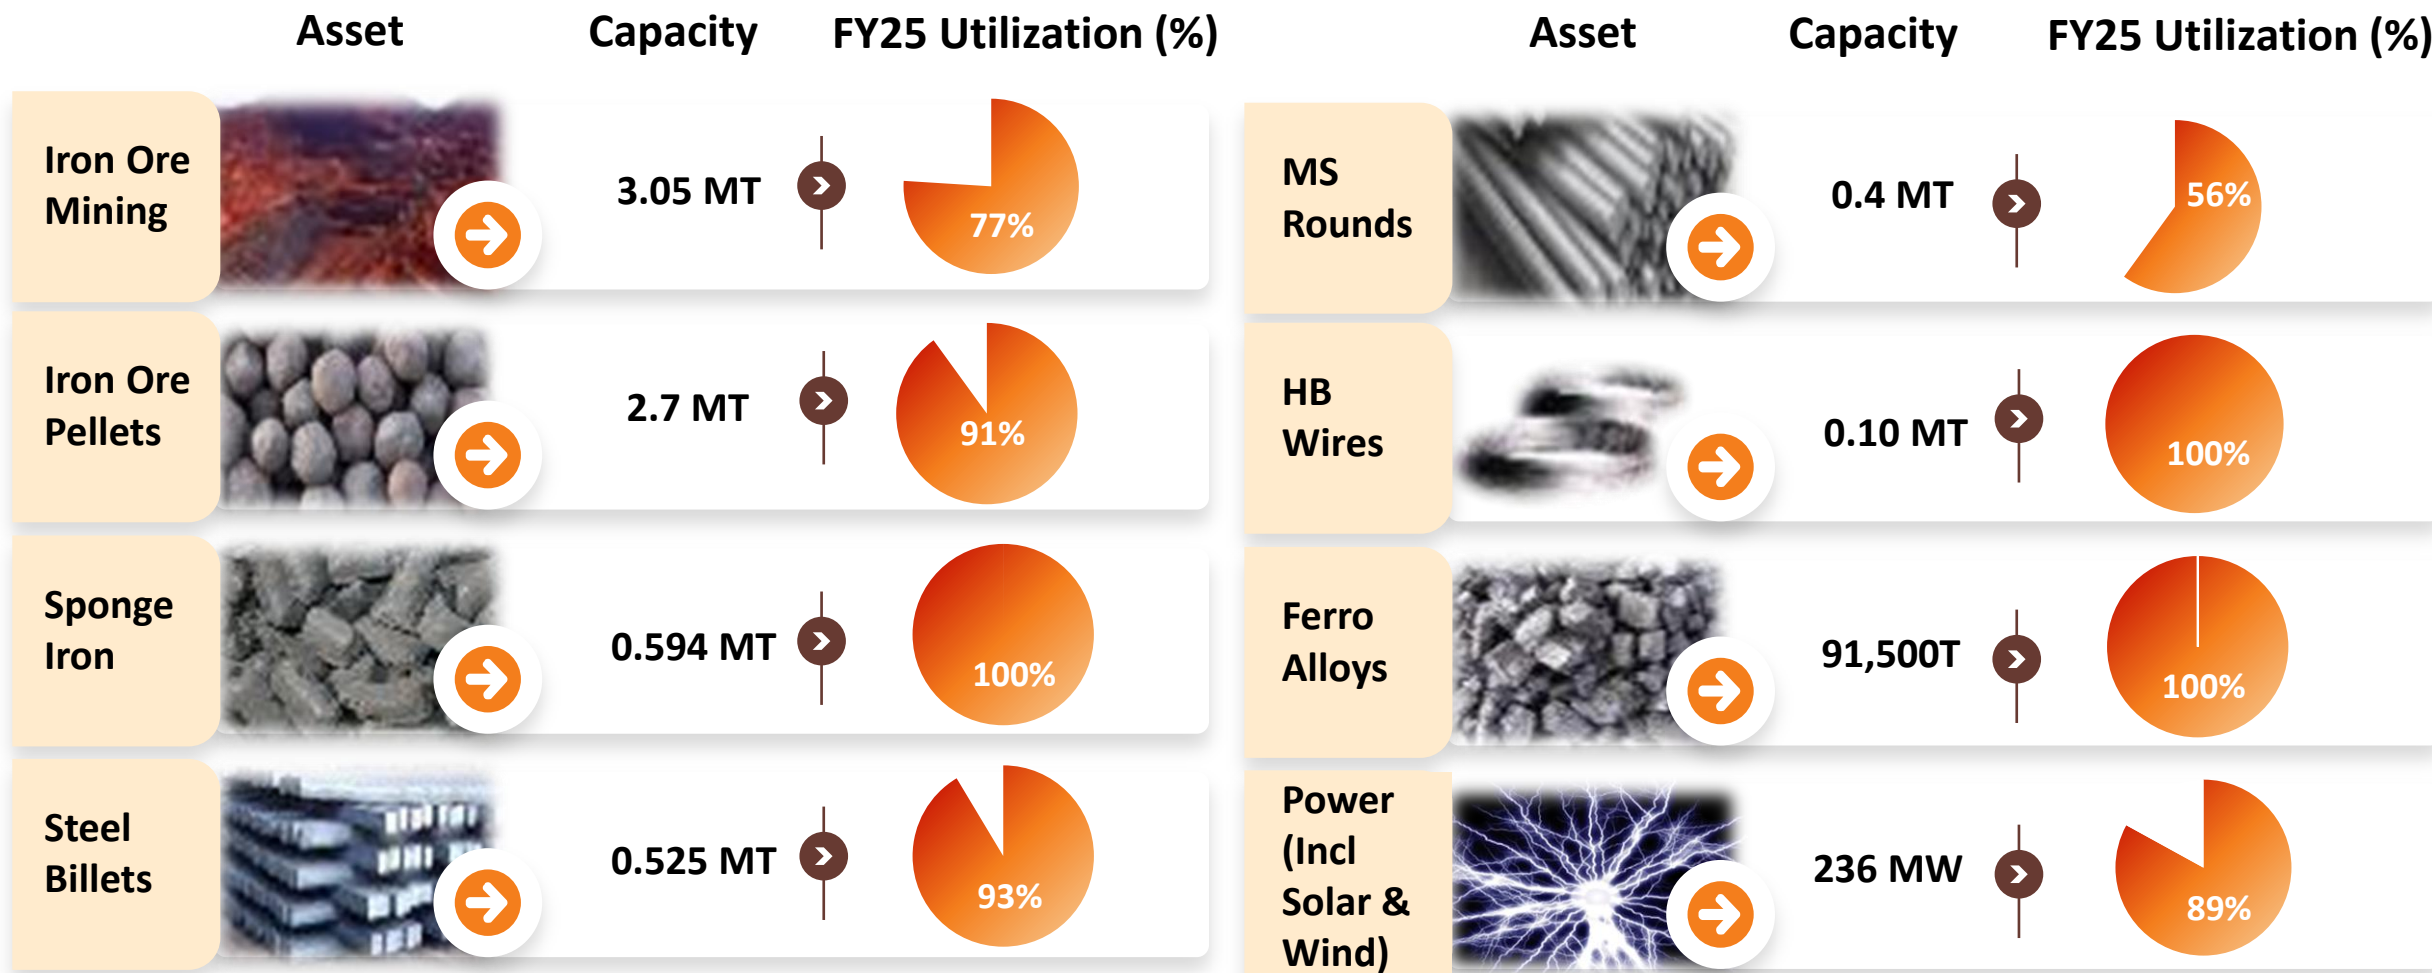 Asset Capacity FY25 Utilization (%)
Iron Ore
Mining
3.05 MT
77%
Iron Ore
Pellets
2.7 MT
91%
Sponge
Iron
0.594 MT
100%
Steel
Billets
0.525 MT
93%
Asset Capacity FY25 Utilization (%)
MS
Rounds
0.4 MT
56%
HB
Wires
0.10 MT
100%
Ferro
Alloys
91,500T
100%
Power
(Incl
Solar &
Wind)
236 MW
89%